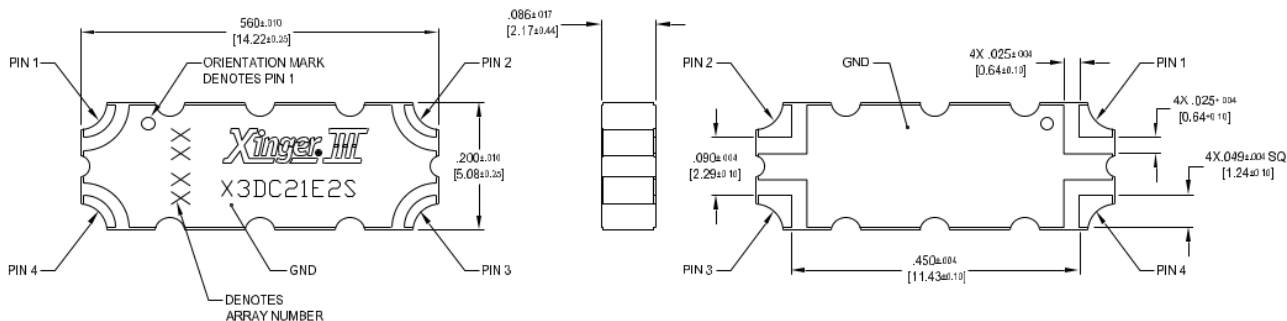 560±.010
[14.22±0.25]
.086±.017
[2.17±0.44]
PIN 1
ORIENTATION MARK
DENOTES PIN 1
PIN 2
PIN 2
GND
4X .025±.004
[0.64±0.10]
PIN 1
4X .025±.004
[0.64±0.10]
Xinger III
X3DC21E2S
.200±.010
[5.08±0.25]
.090±.004
[2.29±0.10]
4X.049±.004 SQ
[1.24±0.10]
XXXXX
PIN 4
GND
PIN 3
DENOTES
ARRAY NUMBER
PIN 3
.450±.004
[11.43±0.10]
PIN 4